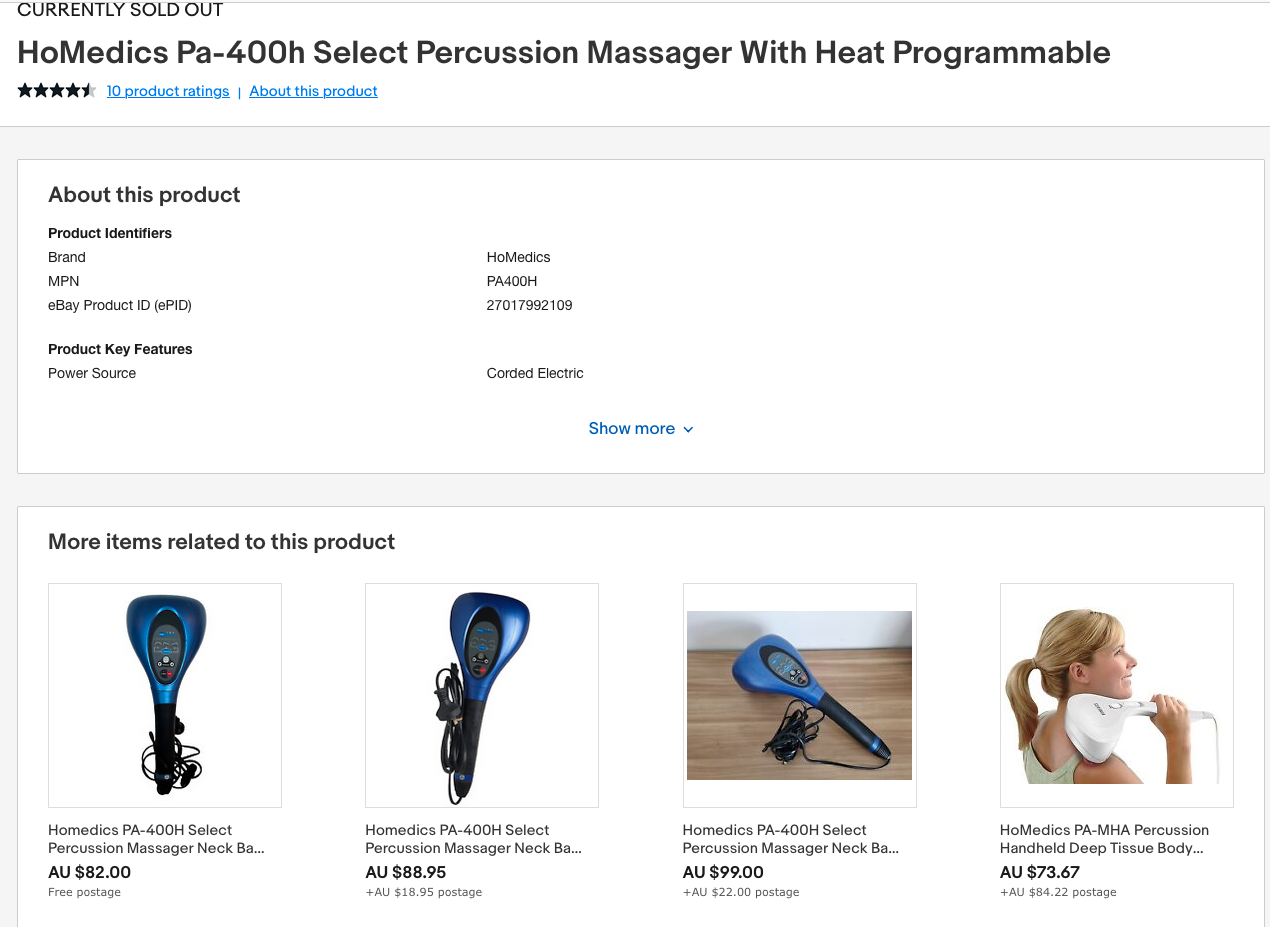 CURRENTLY SOLD OUT
HoMedics Pa-400h Select Percussion Massager With Heat Programmable
10 product ratings | About this product
About this product
Product Identifiers
Brand HoMedics
MPN PA400H
eBay Product ID (ePID) 27017992109
Product Key Features
Power Source Corded Electric
Show more
More items related to this product
Homedics PA-400H Select
Percussion Massager Neck Ba...
AU $82.00
Free postage
Homedics PA-400H Select
Percussion Massager Neck Ba...
AU $88.95
+AU $18.95 postage
Homedics PA-400H Select
Percussion Massager Neck Ba...
AU $99.00
+AU $22.00 postage
HoMedics PA-MHA Percussion
Handheld Deep Tissue Body...
AU $73.67
+AU $84.22 postage